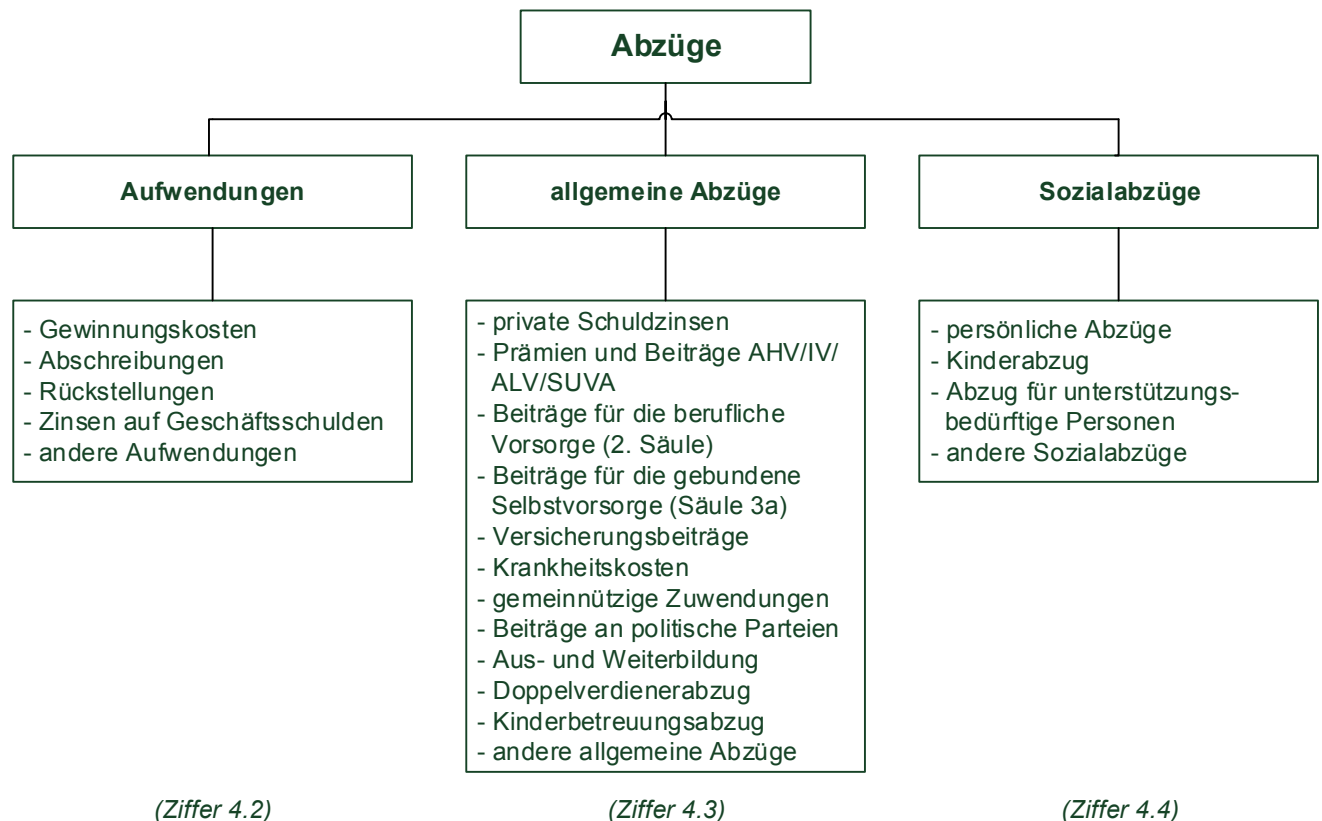 Abzüge
Aufwendungen
allgemeine Abzüge
Sozialabzüge
- Gewinnungskosten
- Abschreibungen
- Rückstellungen
- Zinsen auf Geschäftsschulden
- andere Aufwendungen
- private Schuldzinsen
- Prämien und Beiträge AHV/IV/
ALV/SUVA
- Beiträge für die berufliche
Vorsorge (2. Säule)
- Beiträge für die gebundene
Selbstvorsorge (Säule 3a)
- Versicherungsbeiträge
- Krankheitskosten
- gemeinnützige Zuwendungen
- Beiträge an politische Parteien
- Aus- und Weiterbildung
- Doppelverdienerabzug
- Kinderbetreuungsabzug
- andere allgemeine Abzüge
- persönliche Abzüge
- Kinderabzug
- Abzug für unterstützungs-
bedürftige Personen
- andere Sozialabzüge
(Ziffer 4.2)
(Ziffer 4.3)
(Ziffer 4.4)